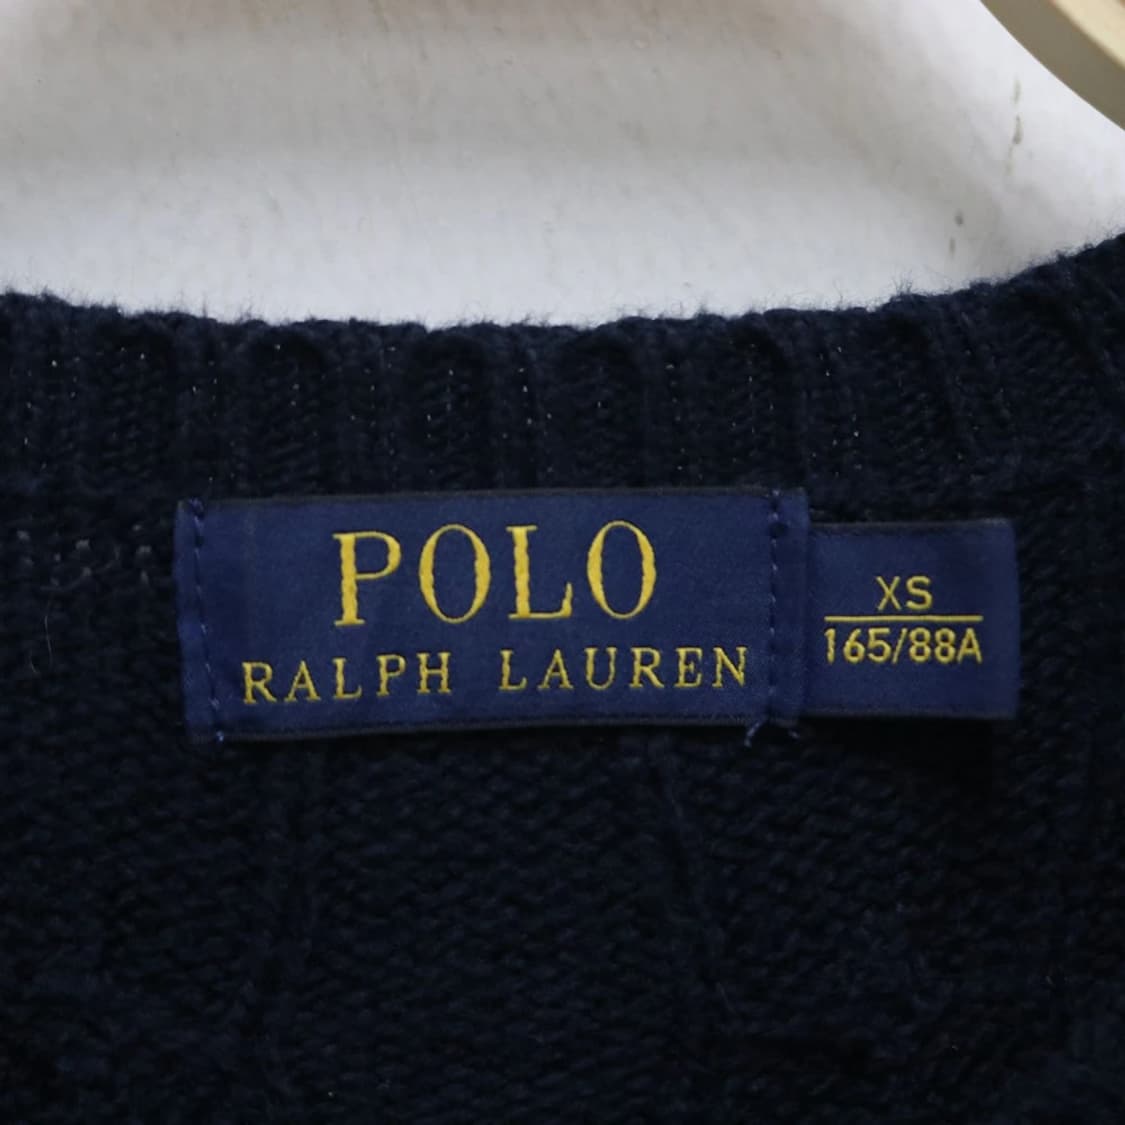 POLO
RALPH LAUREN
XS
165/88A